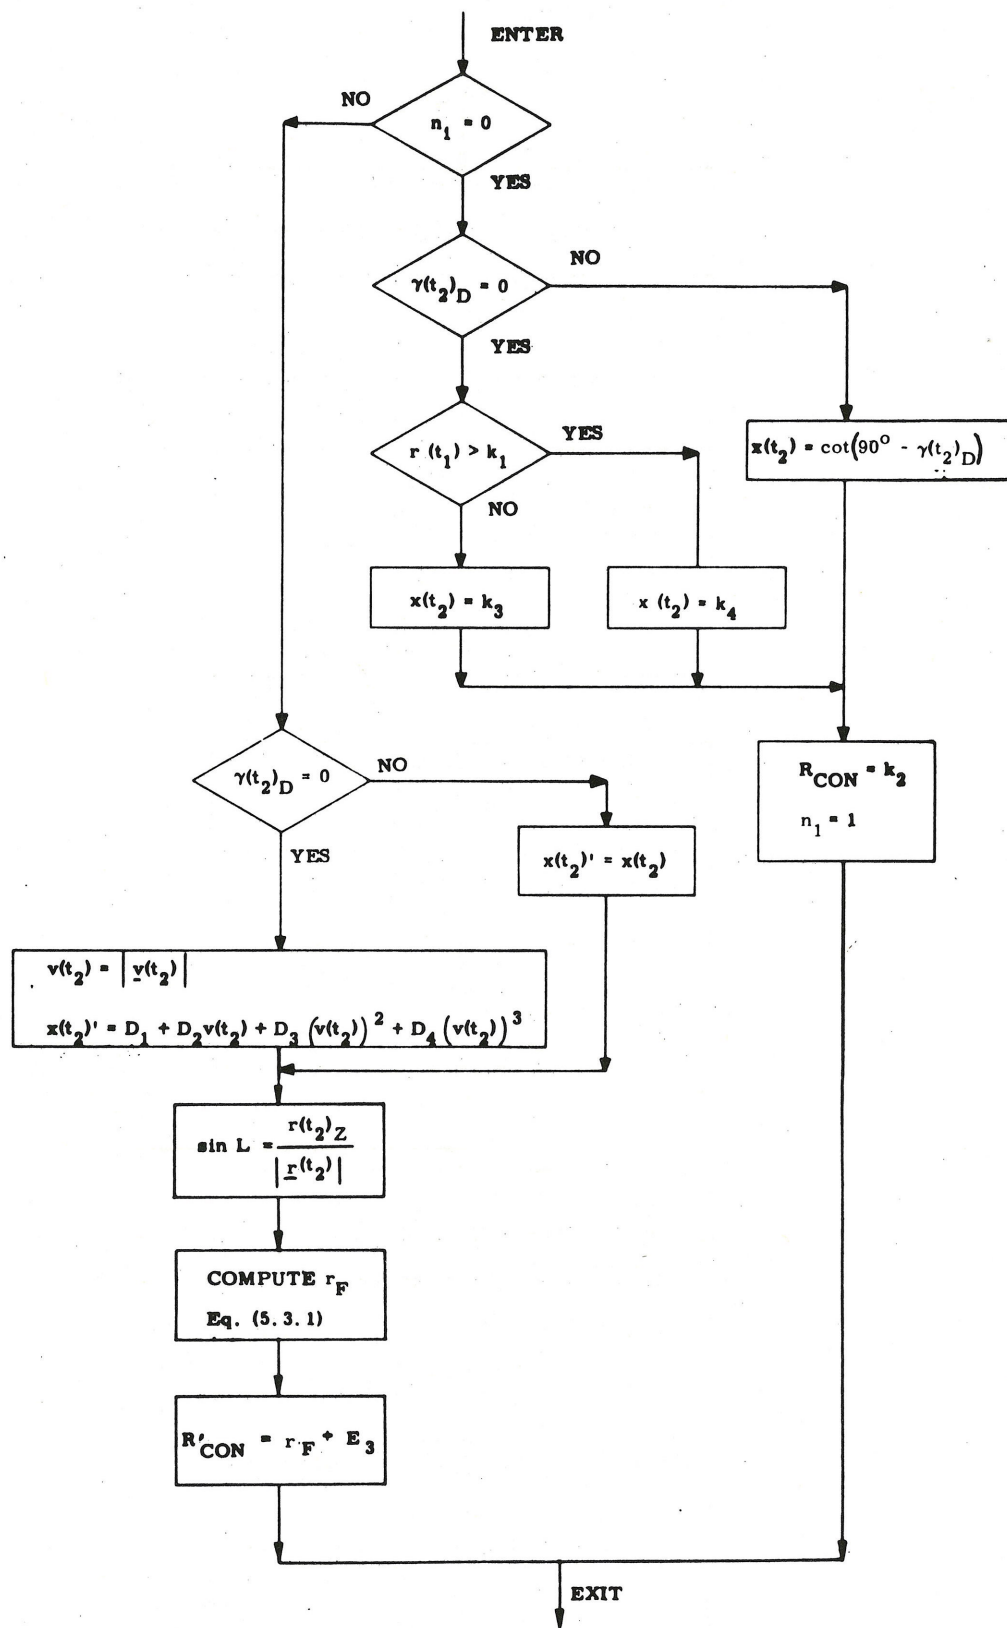 ENTER
NO
n₁ = 0
YES
NO
γ(t₂)_D = 0
YES
YES
r (t₁) > k₁
x(t₂) = cot(90° - γ(t₂)_D)
NO
x(t₂) = k₃
x (t₂) = k₄
NO
γ(t₂)_D = 0
R_CON = k₂
n₁ = 1
YES
x(t₂)' = x(t₂)
v(t₂) = |v̲(t₂)|
x(t₂)' = D₁ + D₂v(t₂) + D₃ (v(t₂))² + D₄ (v(t₂))³
sin L = r(t₂)_Z / |r̲(t₂)|
COMPUTE r_F
Eq. (5.3.1)
R'_CON = r_F + E₃
EXIT